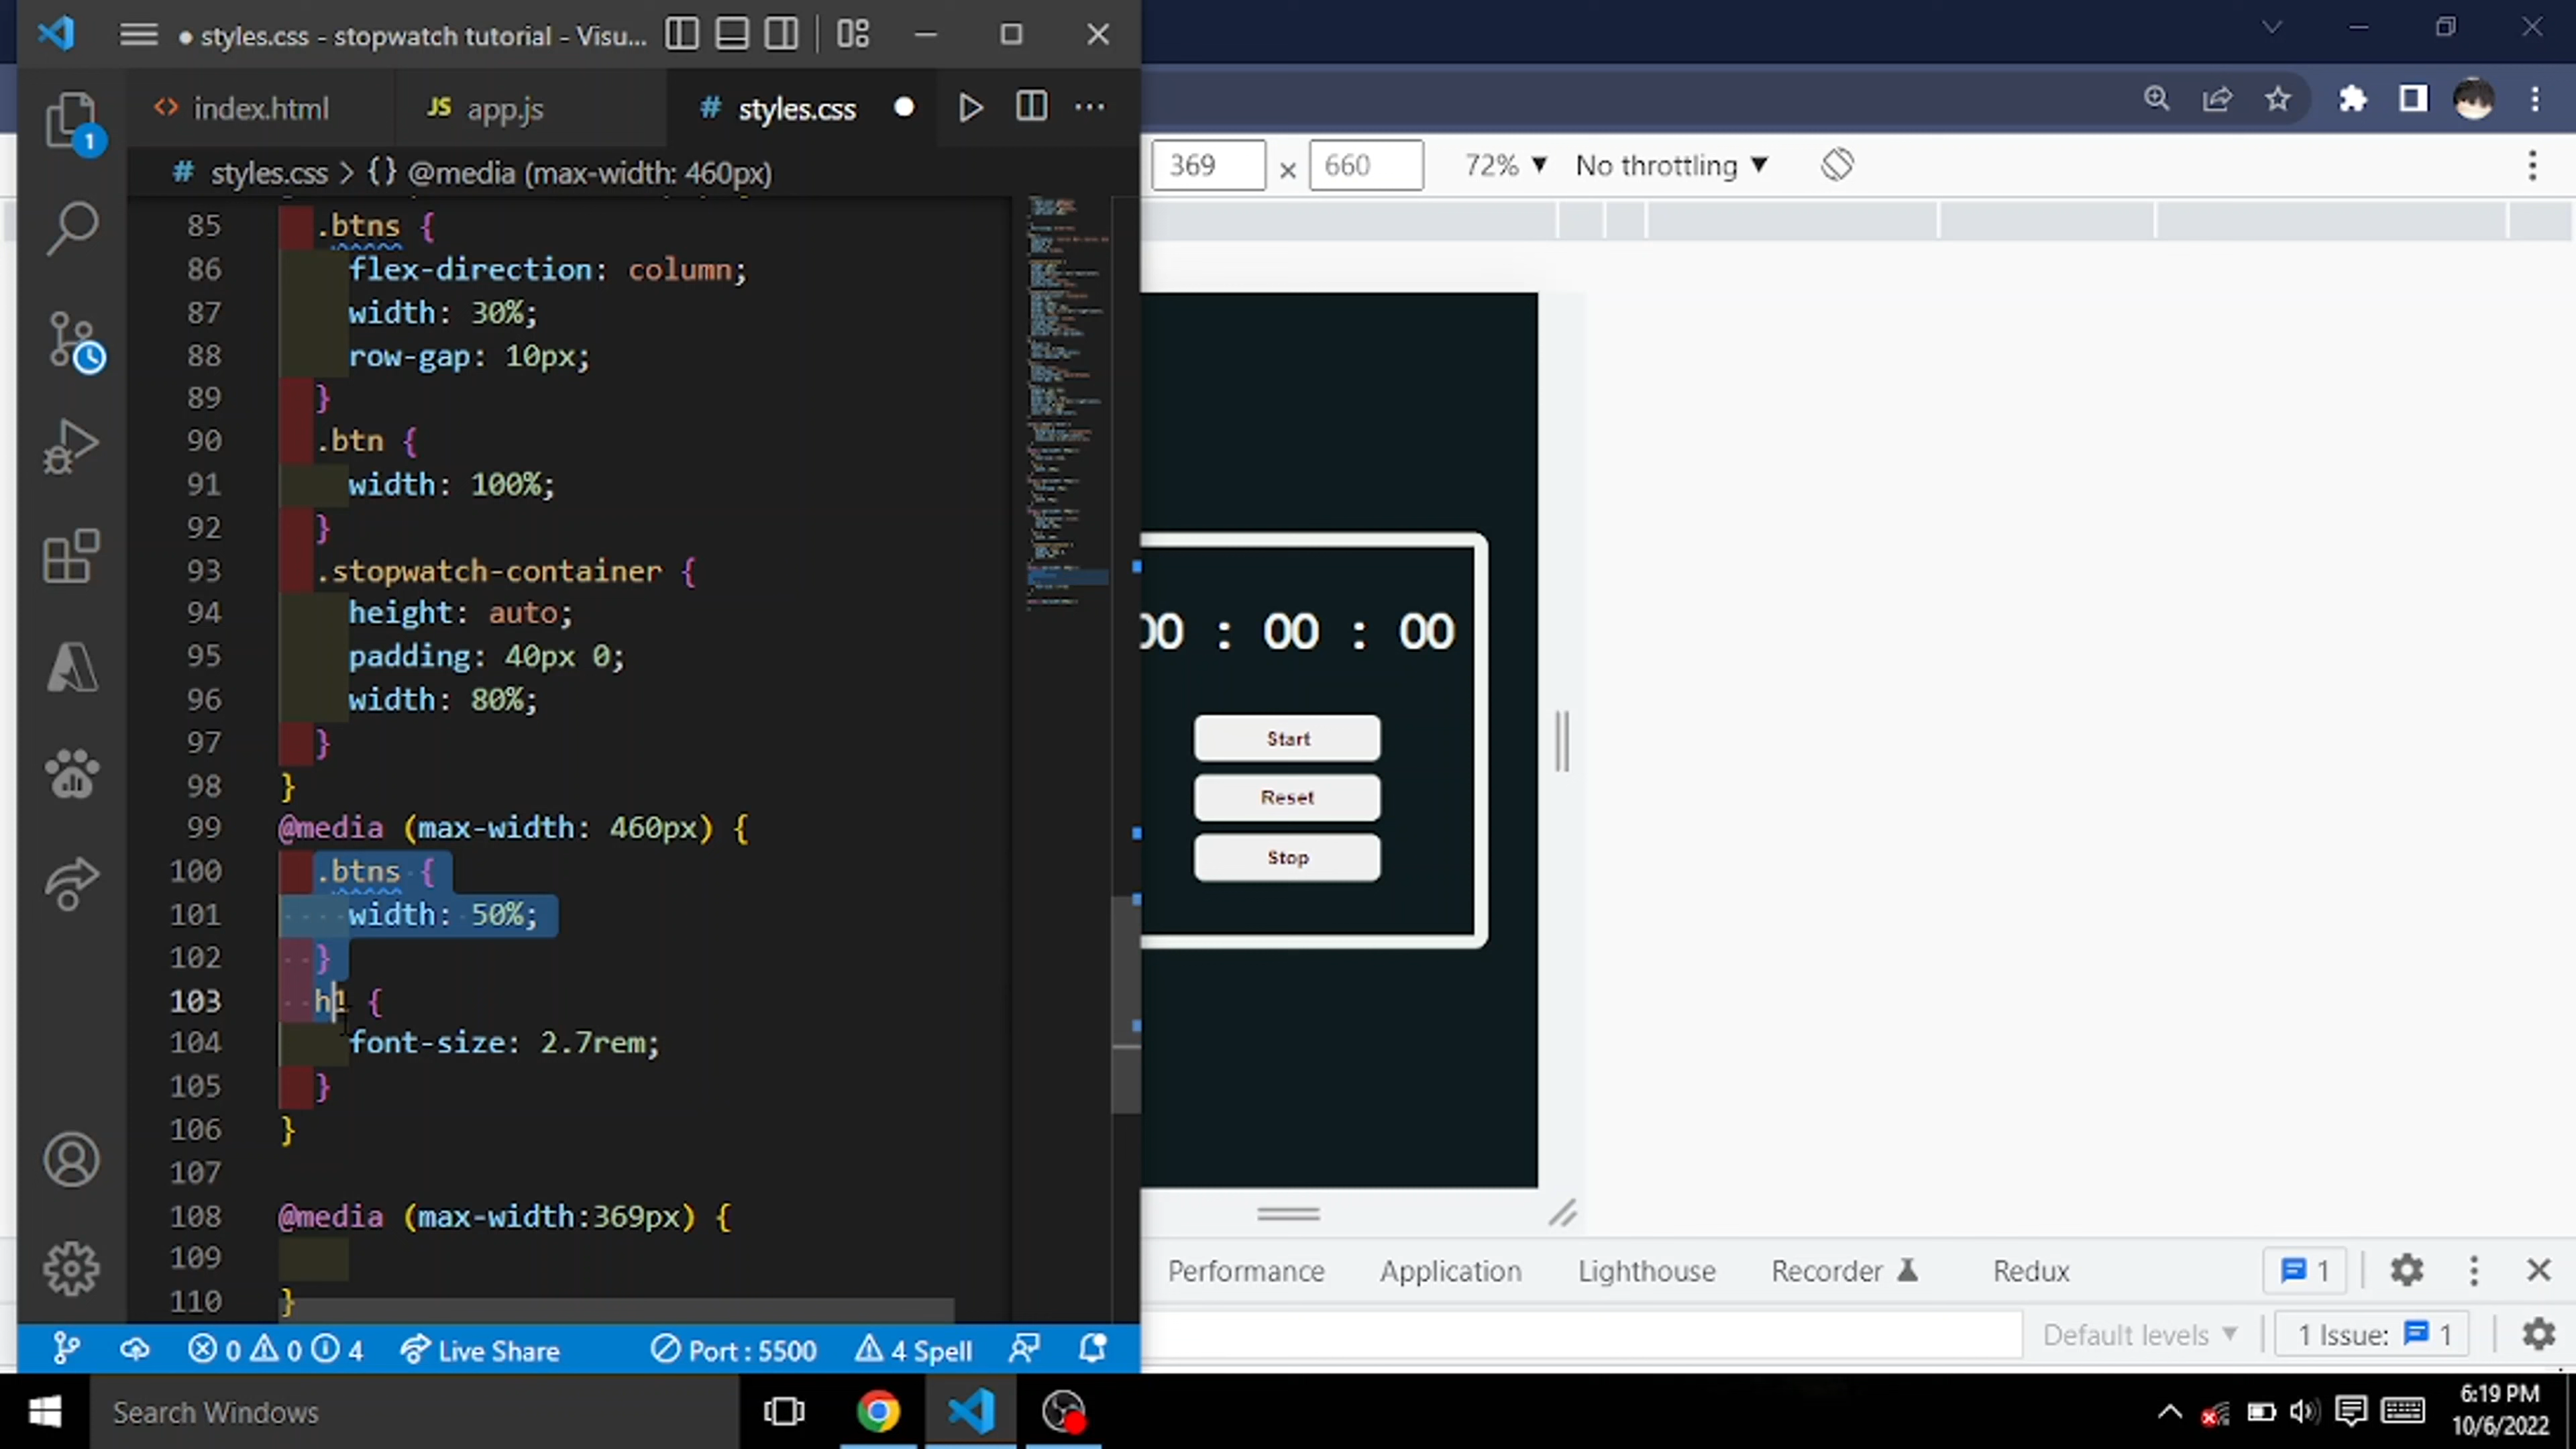 ● styles.css - stopwatch tutorial - Visu...
index.html
JS app.js
# styles.css
# styles.css > {} @media (max-width: 460px)
1
85 .btns {
86 flex-direction: column;
87 width: 30%;
88 row-gap: 10px;
89 }
90 .btn {
91 width: 100%;
92 }
93 .stopwatch-container {
94 height: auto;
95 padding: 40px 0;
96 width: 80%;
97 }
98 }
99 @media (max-width: 460px) {
100 .btns {
101 width: 50%;
102 }
103 h1 {
104 font-size: 2.7rem;
105 }
106 }
107
108 @media (max-width:369px) {
109
110 }
0 0 4 Live Share Port : 5500 4 Spell
369 × 660 72% ▼ No throttling ▼
00 : 00 : 00
Start
Reset
Stop
Performance Application Lighthouse Recorder Redux 1
Default levels ▼ 1 Issue: 1
Search Windows
6:19 PM
10/6/2022